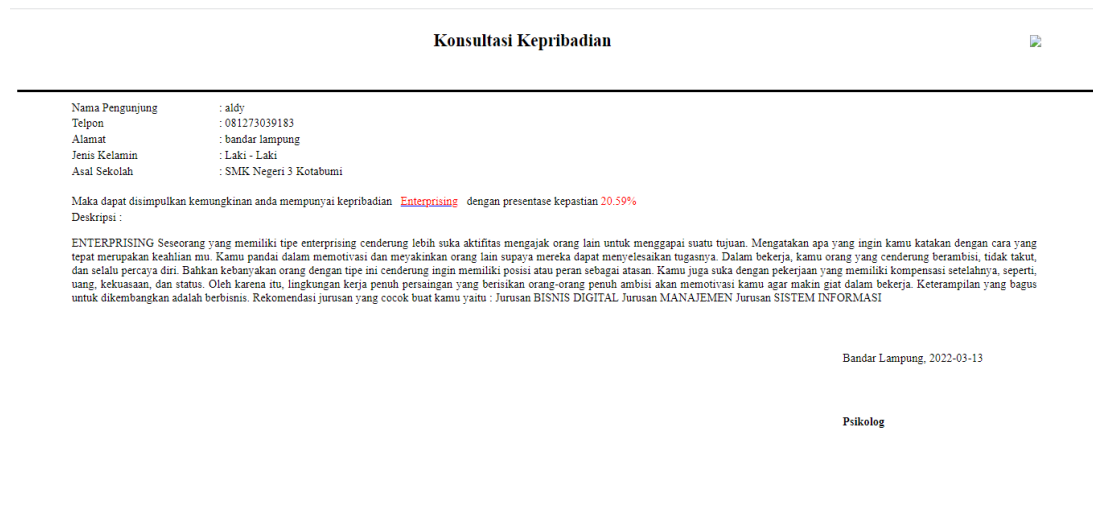 Konsultasi Kepribadian
Nama Pengunjung : aldy
Telpon : 081273039183
Alamat : bandar lampung
Jenis Kelamin : Laki - Laki
Asal Sekolah : SMK Negeri 3 Kotabumi
Maka dapat disimpulkan kemungkinan anda mempunyai kepribadian Enterprising dengan presentase kepastian 20.59%
Deskripsi :
ENTERPRISING Seseorang yang memiliki tipe enterprising cenderung lebih suka aktifitas mengajak orang lain untuk menggapai suatu tujuan. Mengatakan apa yang ingin kamu katakan dengan cara yang
tepat merupakan keahlian mu. Kamu pandai dalam memotivasi dan meyakinkan orang lain supaya mereka dapat menyelesaikan tugasnya. Dalam bekerja, kamu orang yang cenderung berambisi, tidak takut,
dan selalu percaya diri. Bahkan kebanyakan orang dengan tipe ini cenderung ingin memiliki posisi atau peran sebagai atasan. Kamu juga suka dengan pekerjaan yang memiliki kompensasi setelahnya, seperti,
uang, kekuasaan, dan status. Oleh karena itu, lingkungan kerja penuh persaingan yang berisikan orang-orang penuh ambisi akan memotivasi kamu agar makin giat dalam bekerja. Keterampilan yang bagus
untuk dikembangkan adalah berbisnis. Rekomendasi jurusan yang cocok buat kamu yaitu : Jurusan BISNIS DIGITAL Jurusan MANAJEMEN Jurusan SISTEM INFORMASI
Bandar Lampung, 2022-03-13
Psikolog